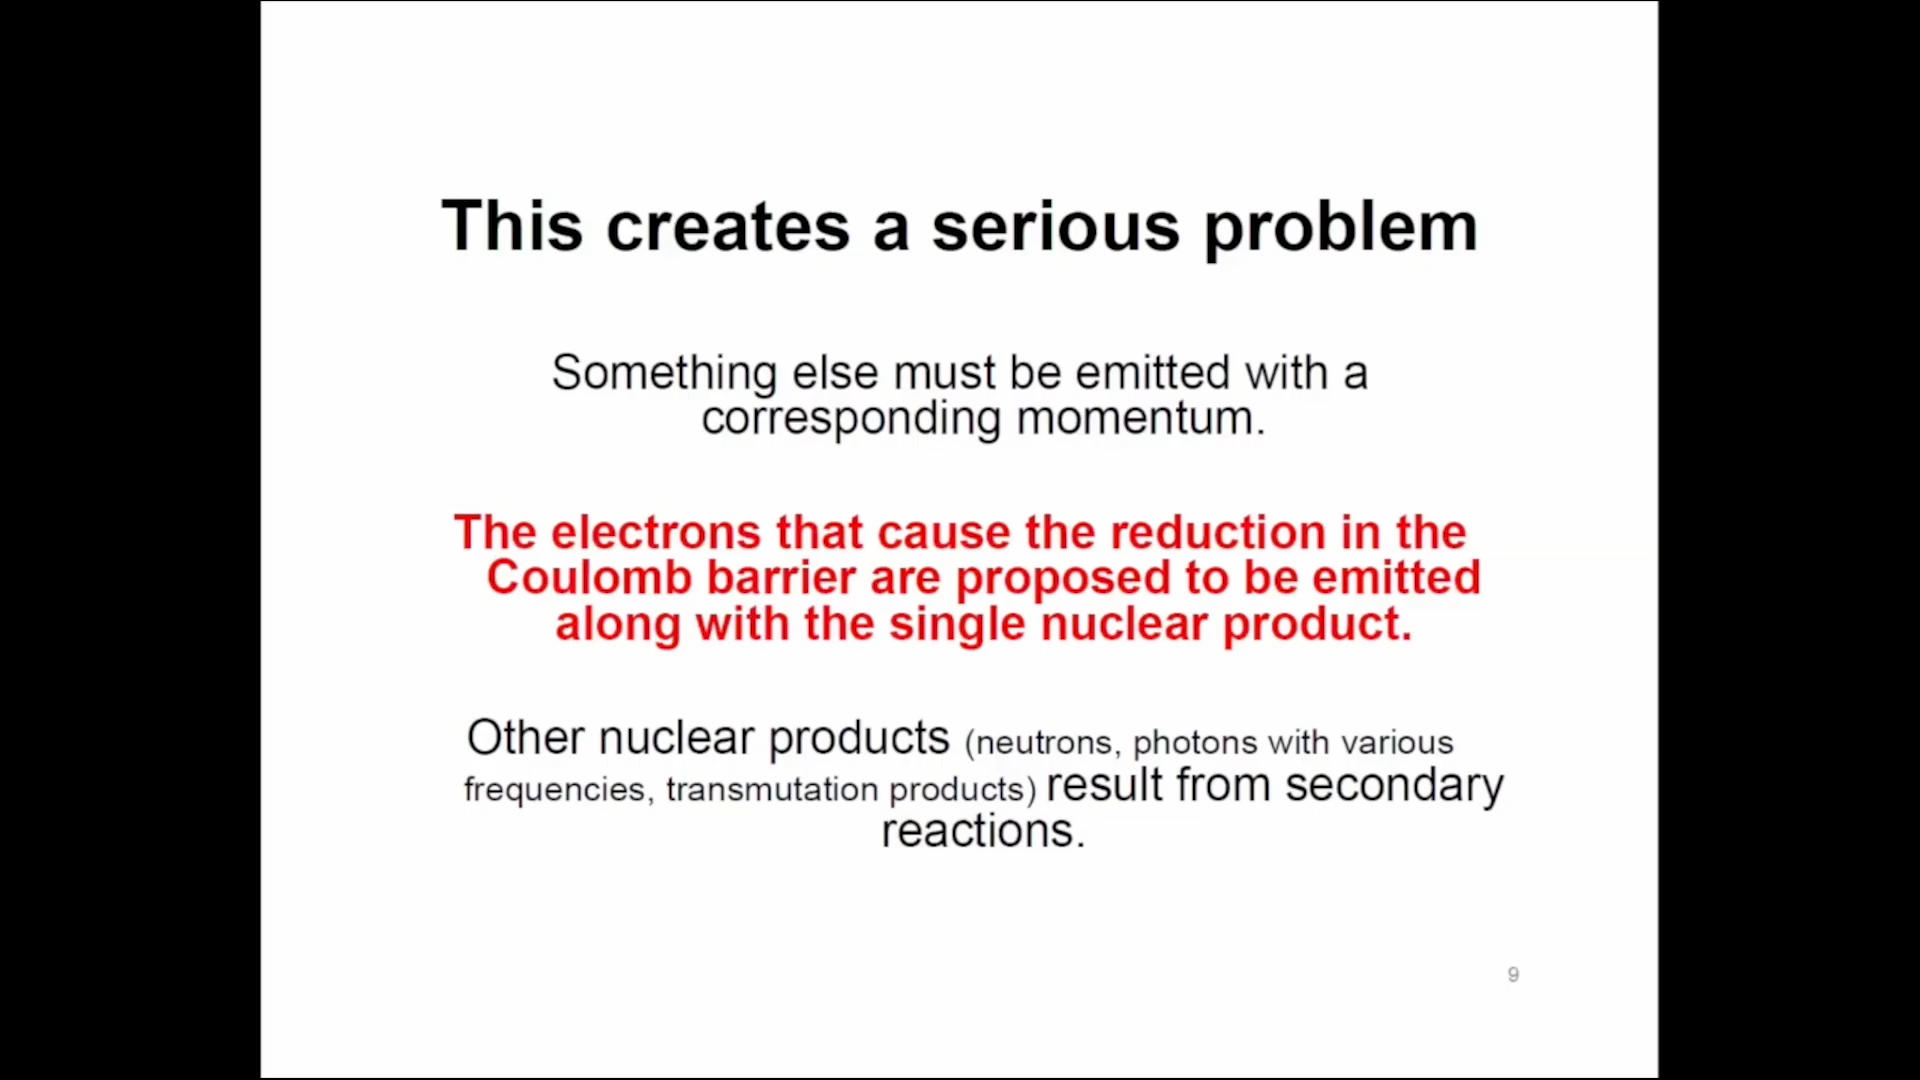 This creates a serious problem
Something else must be emitted with a
corresponding momentum.
The electrons that cause the reduction in the
Coulomb barrier are proposed to be emitted
along with the single nuclear product.
Other nuclear products (neutrons, photons with various
frequencies, transmutation products) result from secondary
reactions.
9